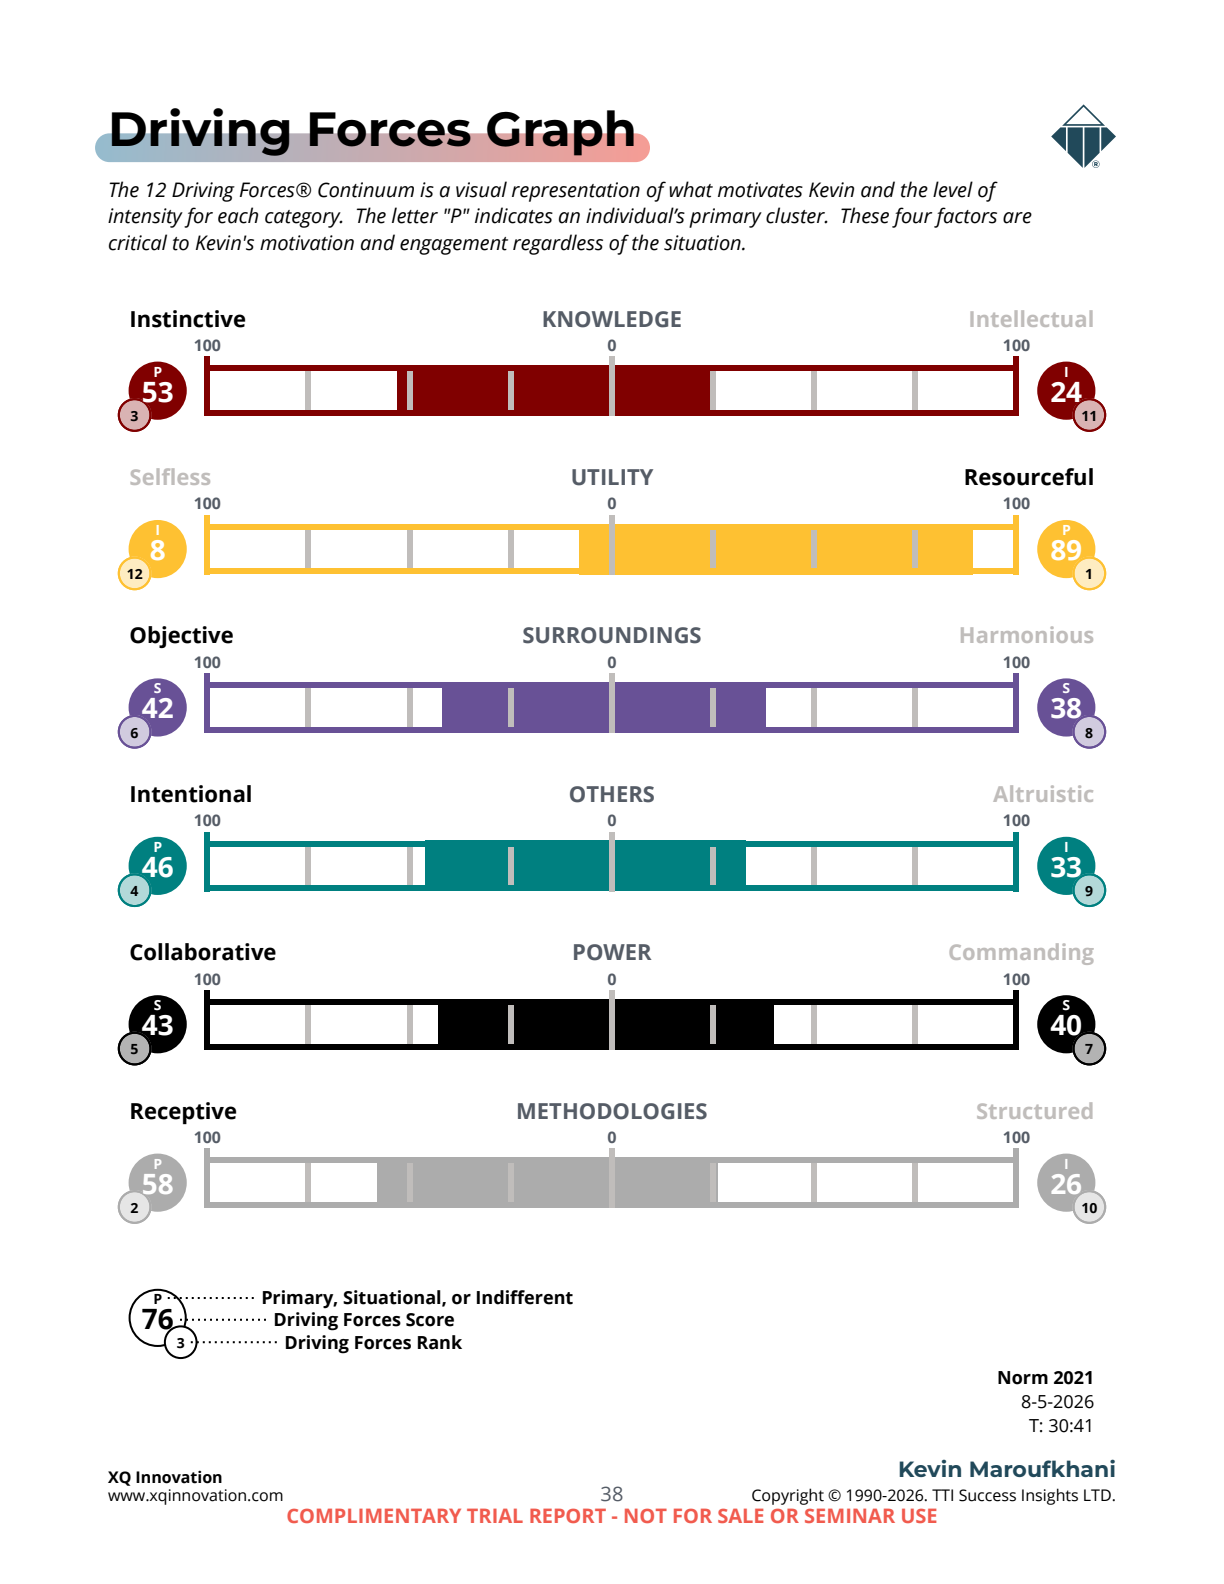 Driving Forces Graph
®
The 12 Driving Forces® Continuum is a visual representation of what motivates Kevin and the level of
intensity for each category.  The letter "P" indicates an individual's primary cluster.  These four factors are
critical to Kevin's motivation and engagement regardless of the situation.
Instinctive KNOWLEDGE Intellectual
100 0 100
P I
53 24
3 11
Selfless UTILITY Resourceful
100 0 100
I P
8 89
12 1
Objective SURROUNDINGS Harmonious
100 0 100
S S
42 38
6 8
Intentional OTHERS Altruistic
100 0 100
P I
46 33
4 9
Collaborative POWER Commanding
100 0 100
S S
43 40
5 7
Receptive METHODOLOGIES Structured
100 0 100
P I
58 26
2 10
P Primary, Situational, or Indifferent
76 Driving Forces Score
3 Driving Forces Rank
Norm 2021
8-5-2026
T: 30:41
Kevin Maroufkhani
XQ Innovation
www.xqinnovation.com 38 Copyright © 1990-2026. TTI Success Insights LTD.
COMPLIMENTARY TRIAL REPORT - NOT FOR SALE OR SEMINAR USE